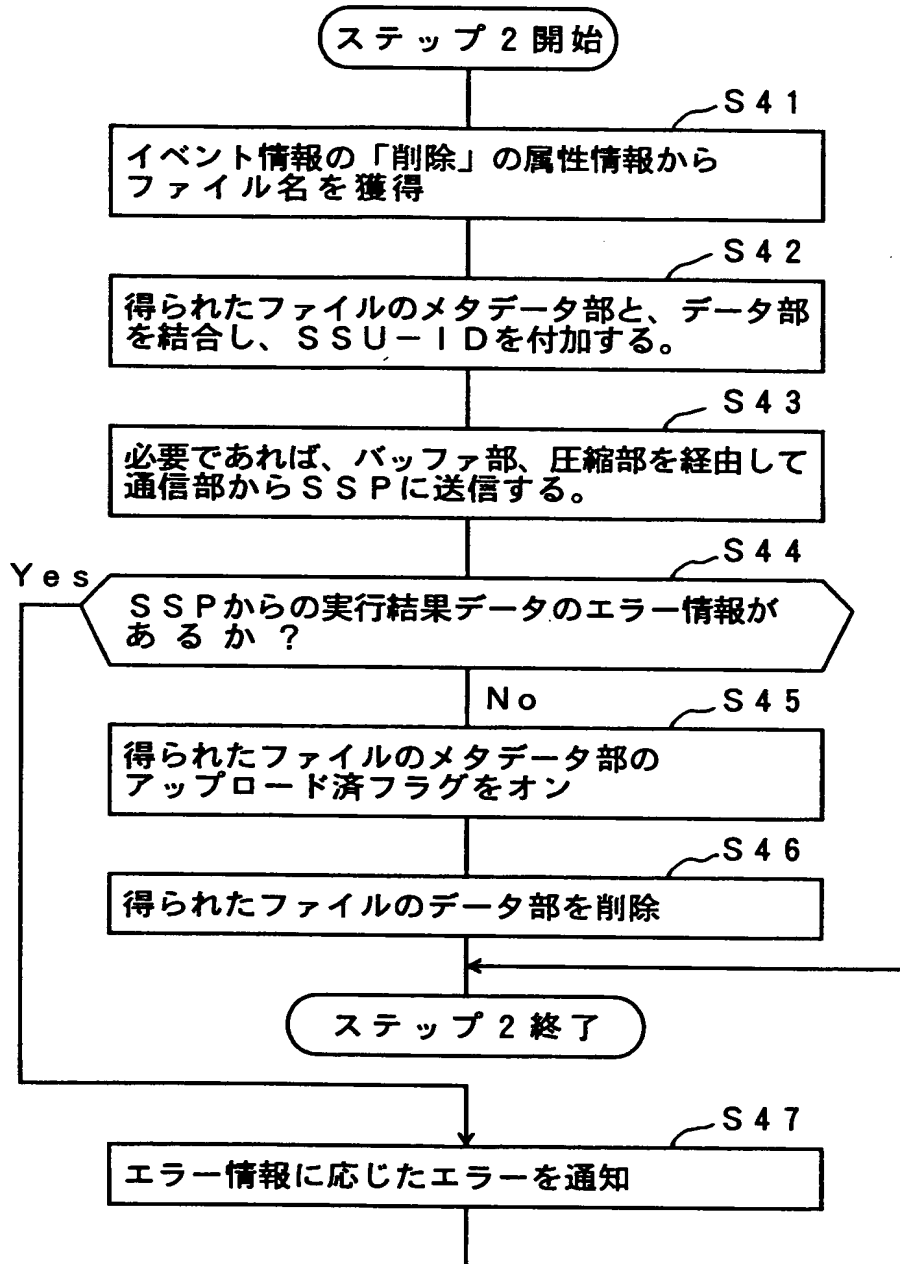 ステップ2開始
S41
イベント情報の「削除」の属性情報から
ファイル名を獲得
S42
得られたファイルのメタデータ部と、データ部
を結合し、SSU－IDを付加する。
S43
必要であれば、バッファ部、圧縮部を経由して
通信部からSSPに送信する。
S44
Yes
SSPからの実行結果データのエラー情報が
あるか？
No
S45
得られたファイルのメタデータ部の
アップロード済フラグをオン
S46
得られたファイルのデータ部を削除
ステップ2終了
S47
エラー情報に応じたエラーを通知